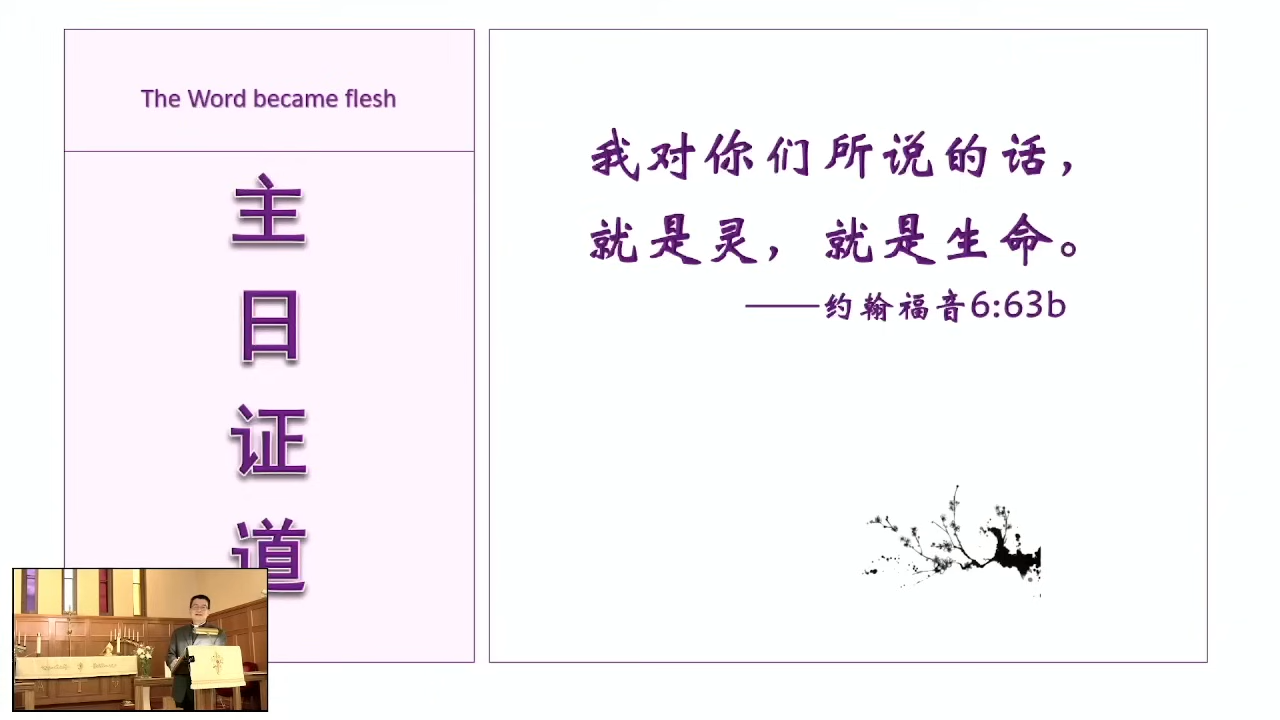 The Word became flesh
主
日
证
道
我对你们所说的话，
就是灵，就是生命。
——约翰福音6:63b